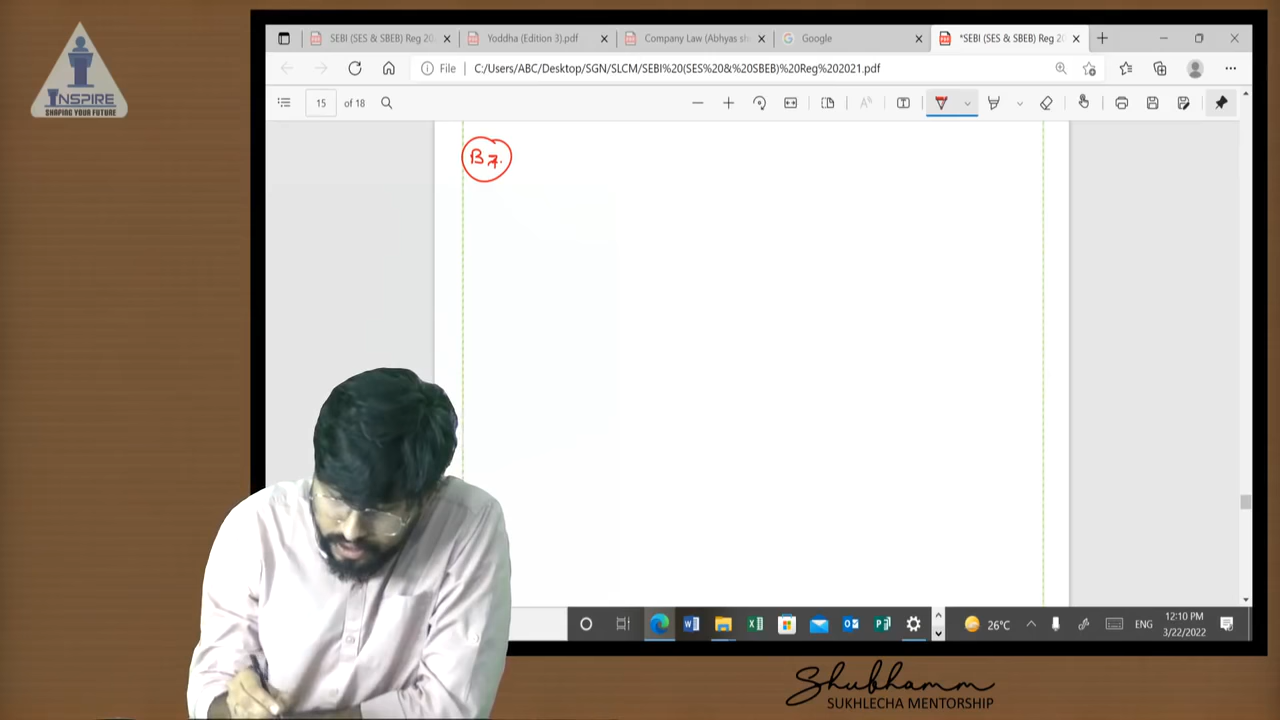 INSPIRE
SHAPING YOUR FUTURE
SEBI (SES & SBEB) Reg 20
Yoddha (Edition 3).pdf
Company Law (Abhyas sh
Google
*SEBI (SES & SBEB) Reg 20
File
C:/Users/ABC/Desktop/SGN/SLCM/SEBI%20(SES%20&%20SBEB)%20Reg%202021.pdf
15 of 18
B7.
26°C
ENG
12:10 PM
3/22/2022
Shubhamm
SUKHLECHA MENTORSHIP